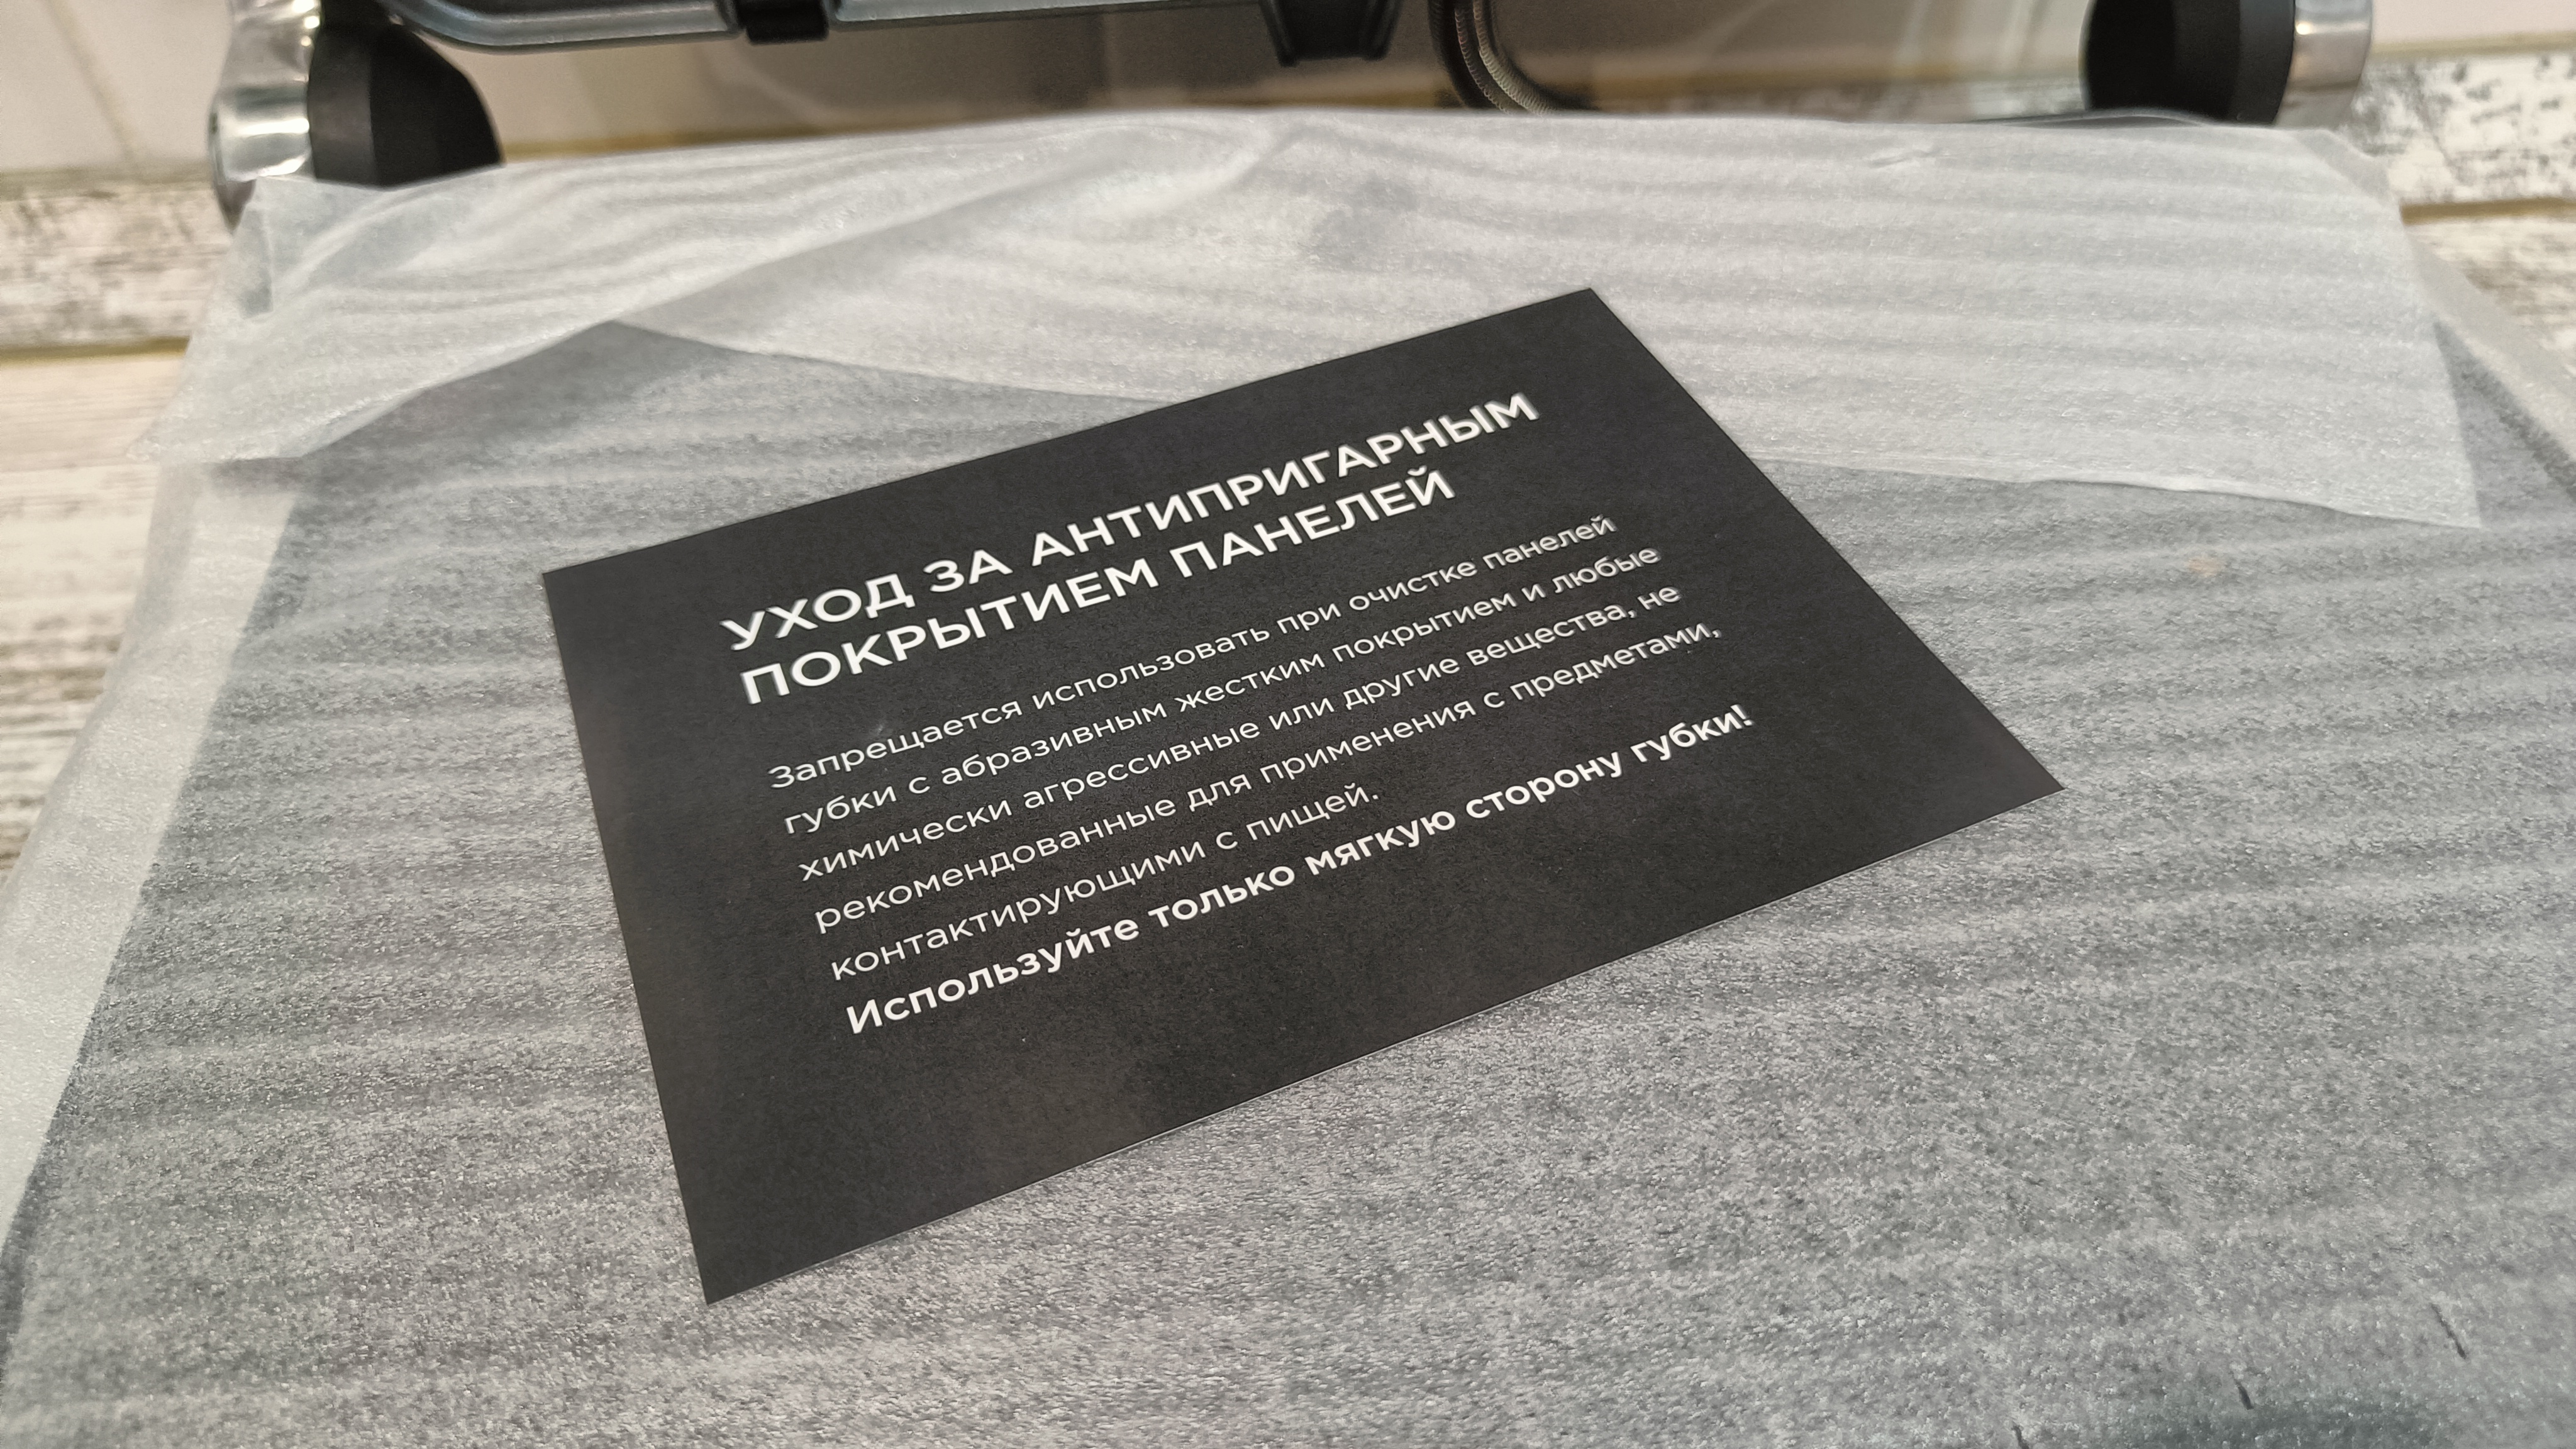 УХОД ЗА АНТИПРИГАРНЫМ
ПОКРЫТИЕМ ПАНЕЛЕЙ
Запрещается использовать при очистке панелей
губки с абразивным жестким покрытием и любые
химически агрессивные или другие вещества, не
рекомендованные для применения с предметами,
контактирующими с пищей.
Используйте только мягкую сторону губки!